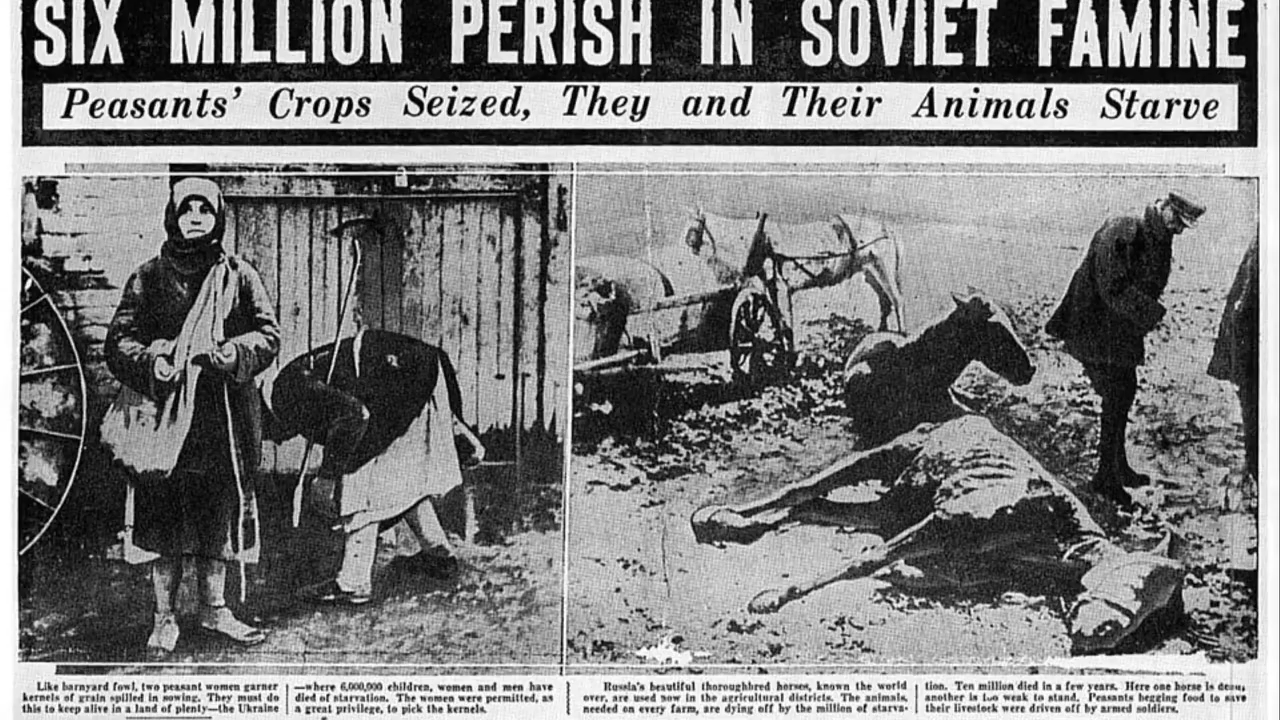 SIX MILLION PERISH IN SOVIET FAMINE
Peasants' Crops Seized, They and Their Animals Starve
Like barnyard fowl, two peasant women garner
kernels of grain spilled in sowing. They must do
this to keep alive in a land of plenty—the Ukraine
—where 6,000,000 children, women and men have
died of starvation. The women were permitted, as
a great privilege, to pick the kernels.
Russia's beautiful thoroughbred horses, known the world
over, are used now in the agricultural districts. The animals,
needed on every farm, are dying off by the million of starva-
tion. Ten million died in a few years. Here one horse is dead,
another is too weak to stand. Peasants begging food to save
their livestock were driven off by armed soldiers.